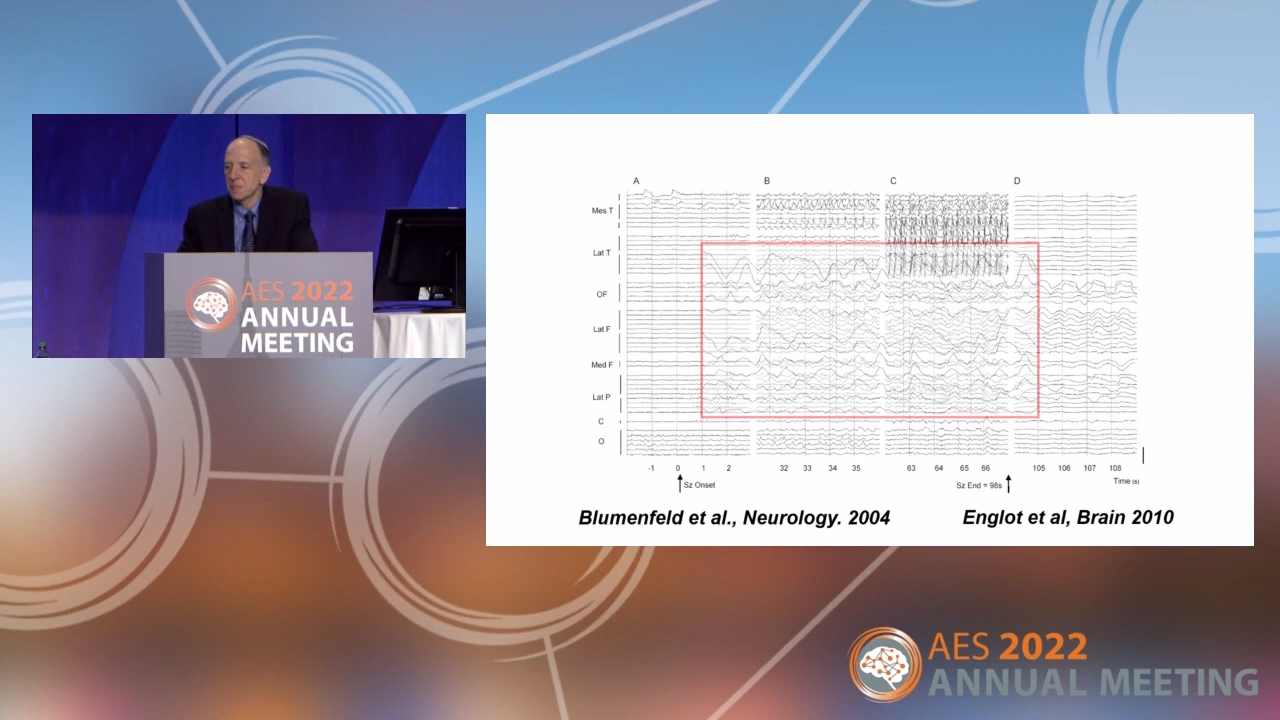 AES 2022
ANNUAL
MEETING
A B C D
Mes T
Lat T
OF
Lat F
Med F
Lat P
C
O
-1 0 1 2 32 33 34 35 63 64 65 66 105 106 107 108
Sz Onset
Sz End = 98s
Time (s)
Blumenfeld et al., Neurology. 2004
Englot et al, Brain 2010
AES 2022
ANNUAL MEETING